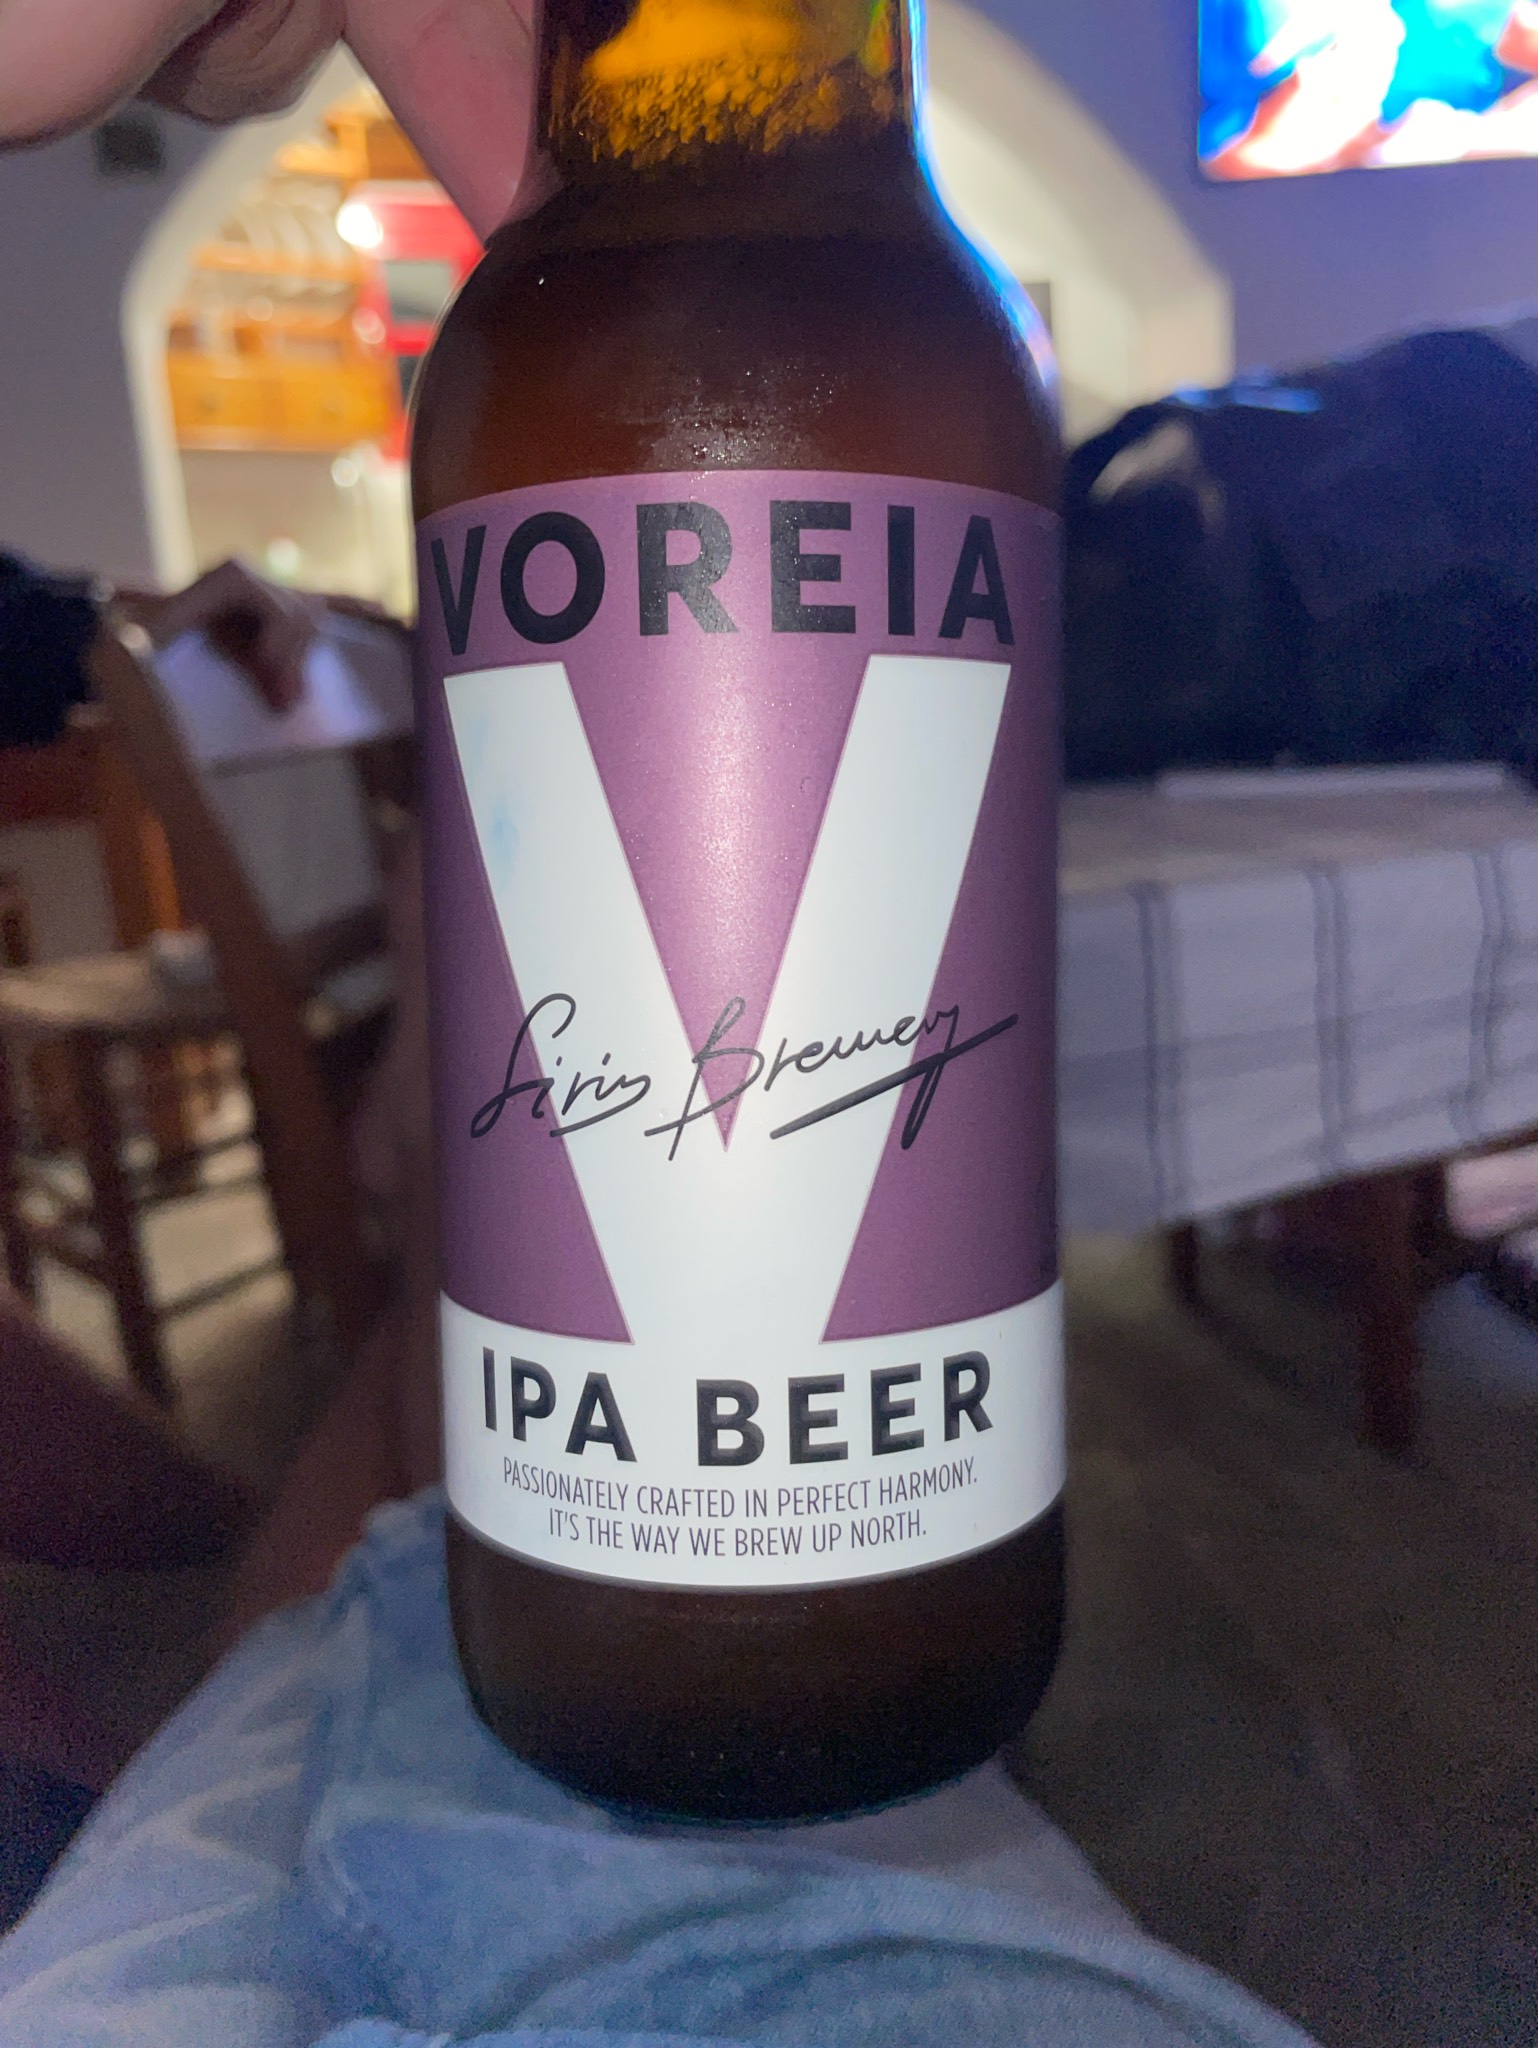 VOREIA
V
Siris Brewery
IPA BEER
PASSIONATELY CRAFTED IN PERFECT HARMONY.
IT'S THE WAY WE BREW UP NORTH.